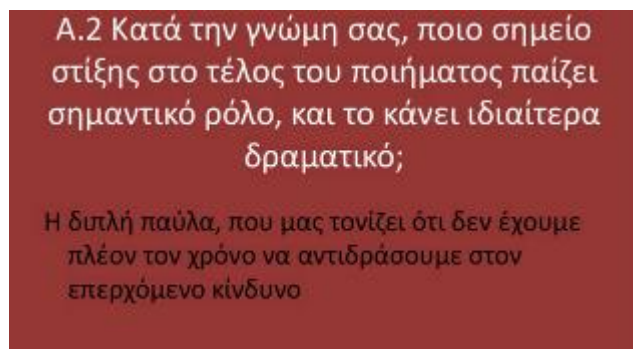 Α.2 Κατά την γνώμη σας, ποιο σημείο
στίξης στο τέλος του ποιήματος παίζει
σημαντικό ρόλο, και το κάνει ιδιαίτερα
δραματικό;
Η διπλή παύλα, που μας τονίζει ότι δεν έχουμε
πλέον τον χρόνο να αντιδράσουμε στον
επερχόμενο κίνδυνο